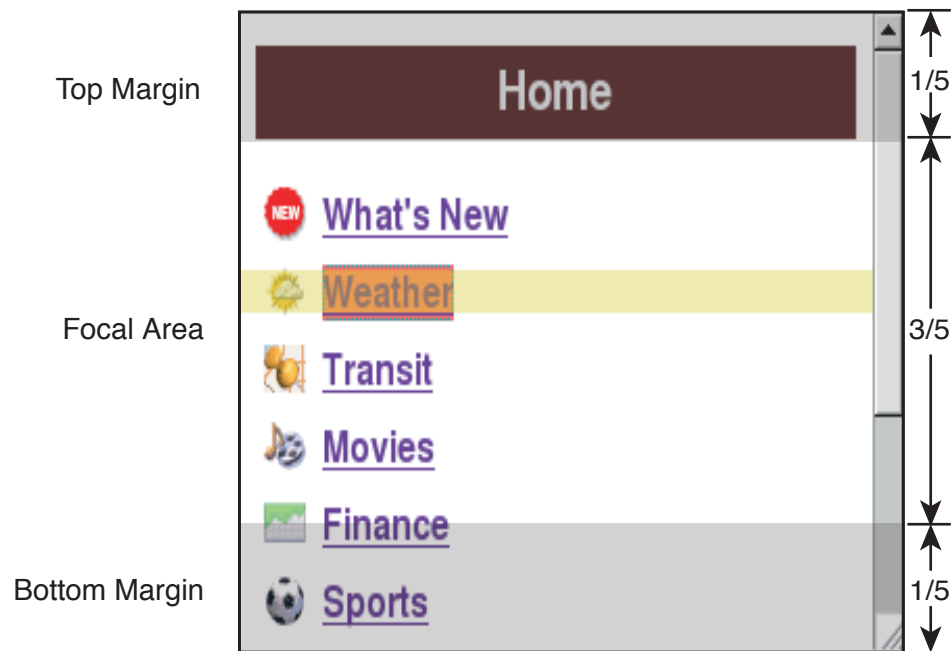 Top Margin
Home
1/5
NEW What's New
Weather
Focal Area
3/5
Transit
Movies
Finance
Bottom Margin
Sports
1/5